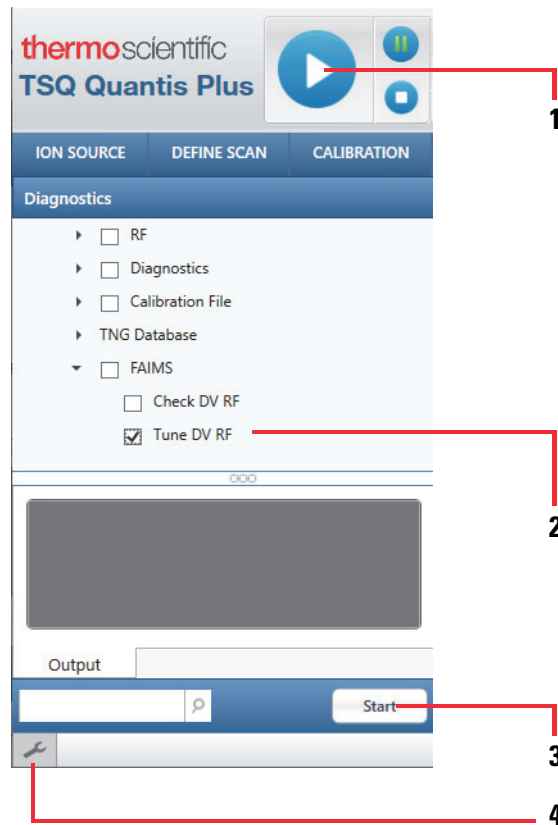 thermoscientific
TSQ Quantis Plus
1
ION SOURCE DEFINE SCAN CALIBRATION
Diagnostics
RF
Diagnostics
Calibration File
TNG Database
FAIMS
Check DV RF
Tune DV RF
2
Output
Start
3
4